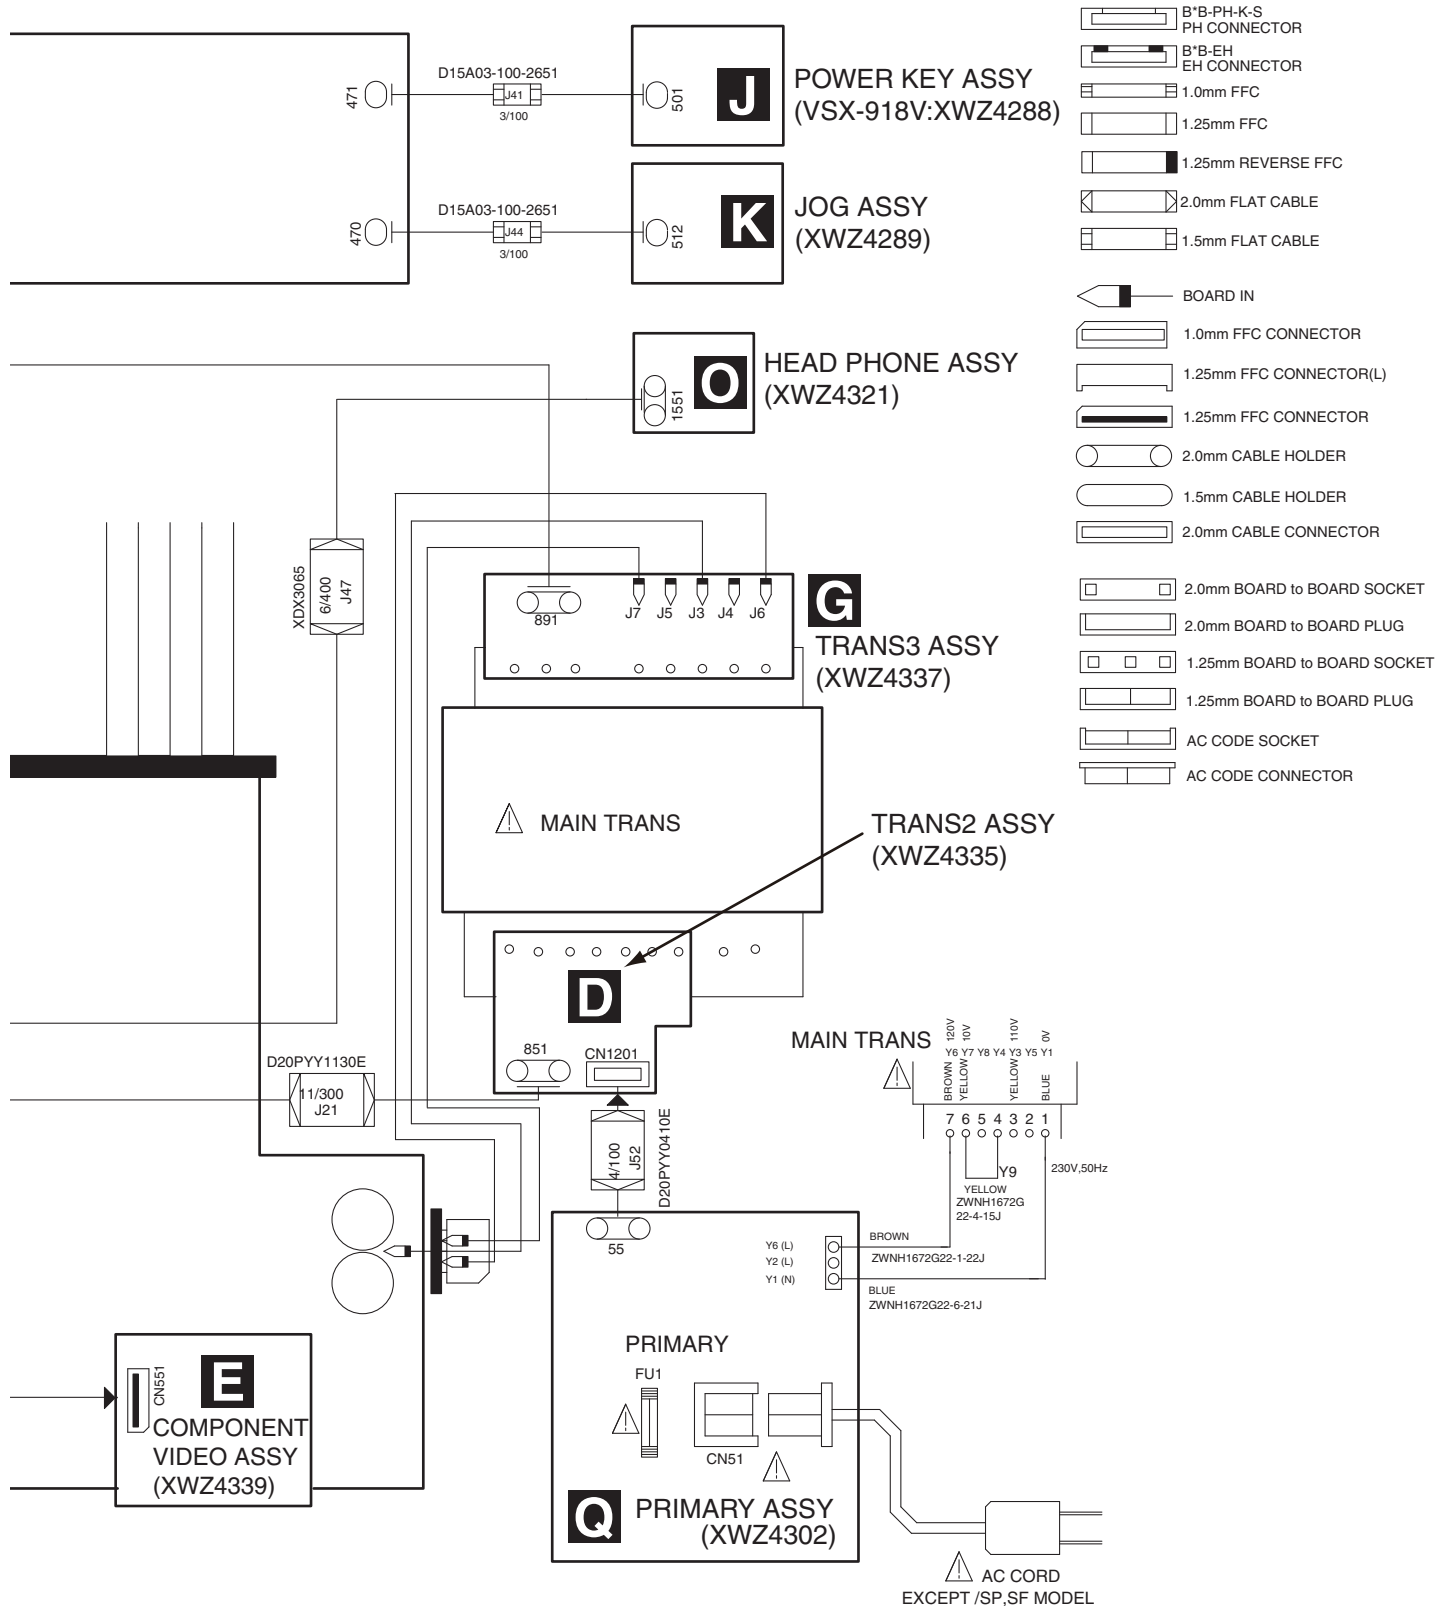 B*B-PH-K-S
PH CONNECTOR
B*B-EH
EH CONNECTOR
1.0mm FFC
1.25mm FFC
1.25mm REVERSE FFC
2.0mm FLAT CABLE
1.5mm FLAT CABLE
BOARD IN
1.0mm FFC CONNECTOR
1.25mm FFC CONNECTOR(L)
1.25mm FFC CONNECTOR
2.0mm CABLE HOLDER
1.5mm CABLE HOLDER
2.0mm CABLE CONNECTOR
2.0mm BOARD to BOARD SOCKET
2.0mm BOARD to BOARD PLUG
1.25mm BOARD to BOARD SOCKET
1.25mm BOARD to BOARD PLUG
AC CODE SOCKET
AC CODE CONNECTOR
471
D15A03-100-2651
J41
3/100
501
J
POWER KEY ASSY
(VSX-918V:XWZ4288)
470
D15A03-100-2651
J44
3/100
512
K
JOG ASSY
(XWZ4289)
1551
O
HEAD PHONE ASSY
(XWZ4321)
XDX3065
6/400
J47
891
J7 J5 J3 J4 J6
G
TRANS3 ASSY
(XWZ4337)
MAIN TRANS
TRANS2 ASSY
(XWZ4335)
D
851
CN1201
D20PYY1130E
11/300
J21
4/100
J52
D20PYY0410E
55
MAIN TRANS
120V 10V 110V 0V
Y6 Y7 Y8 Y4 Y3 Y5 Y1
BROWN YELLOW YELLOW BLUE
7 6 5 4 3 2 1
Y9
230V,50Hz
YELLOW
ZWNH1672G
22-4-15J
Y6 (L)
Y2 (L)
Y1 (N)
BROWN
ZWNH1672G22-1-22J
BLUE
ZWNH1672G22-6-21J
PRIMARY
FU1
CN51
Q
PRIMARY ASSY
(XWZ4302)
CN551
E
COMPONENT
VIDEO ASSY
(XWZ4339)
AC CORD
EXCEPT /SP,SF MODEL